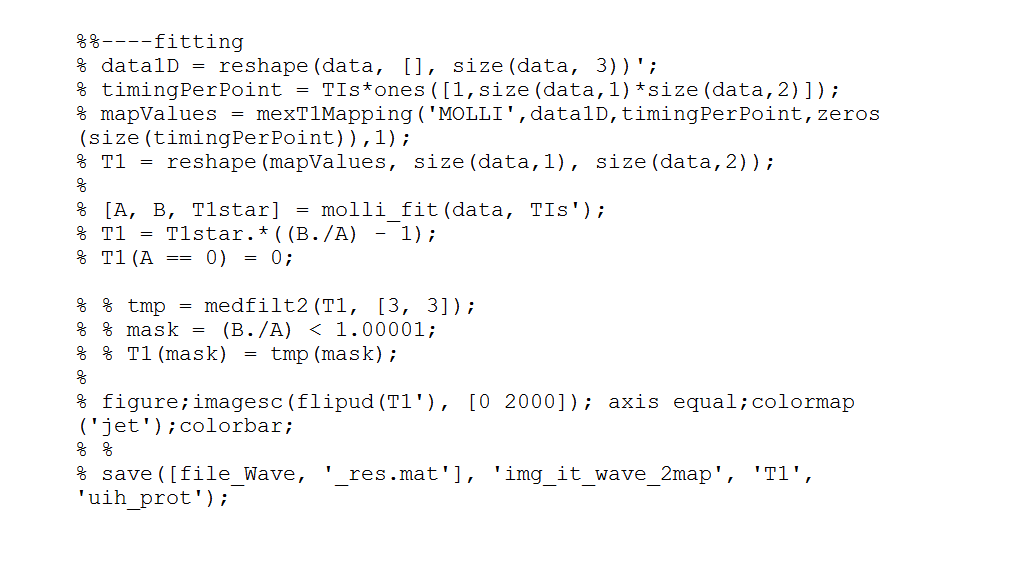 %%----fitting
% data1D = reshape(data, [], size(data, 3))';
% timingPerPoint = TIs*ones([1,size(data,1)*size(data,2)]);
% mapValues = mexT1Mapping('MOLLI',data1D,timingPerPoint,zeros
(size(timingPerPoint)),1);
% T1 = reshape(mapValues, size(data,1), size(data,2));
%
% [A, B, T1star] = molli_fit(data, TIs');
% T1 = T1star.*((B./A) - 1);
% T1(A == 0) = 0;
% % tmp = medfilt2(T1, [3, 3]);
% % mask = (B./A) < 1.00001;
% % T1(mask) = tmp(mask);
%
% figure;imagesc(flipud(T1'), [0 2000]); axis equal;colormap
('jet');colorbar;
% %
% save([file_Wave, '_res.mat'], 'img_it_wave_2map', 'T1',
'uih_prot');